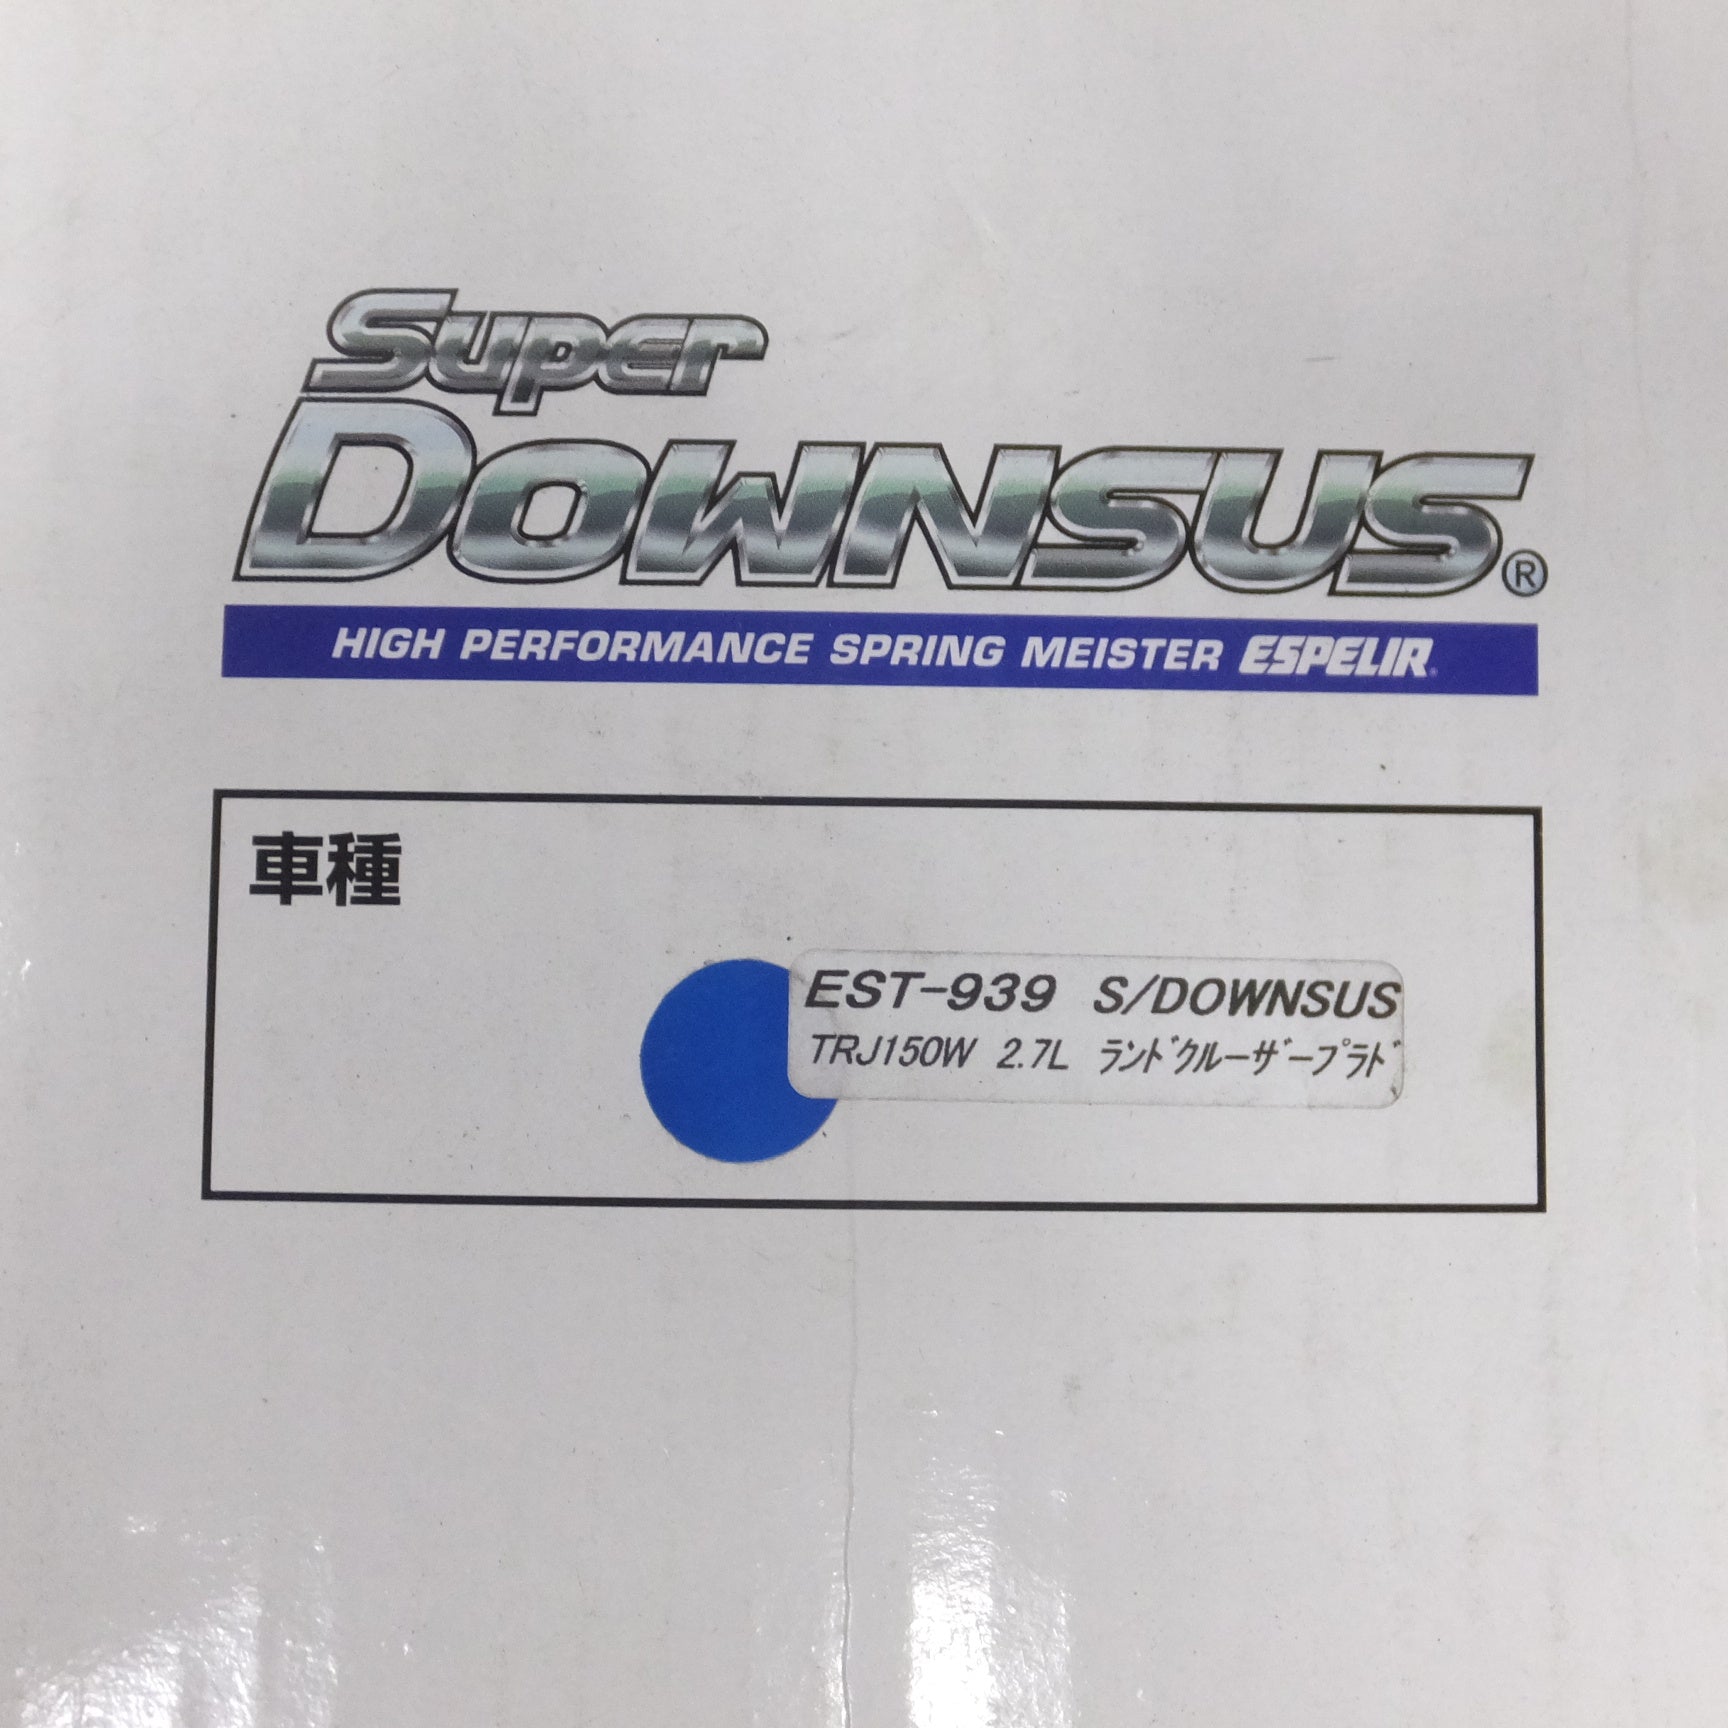 Super
DOWNSUS®
HIGH PERFORMANCE SPRING MEISTER ESPELIR
車種
EST-939 S/DOWNSUS
TRJ150W 2.7L ﾗﾝﾄﾞｸﾙｰｻﾞｰﾌﾟﾗﾄﾞ